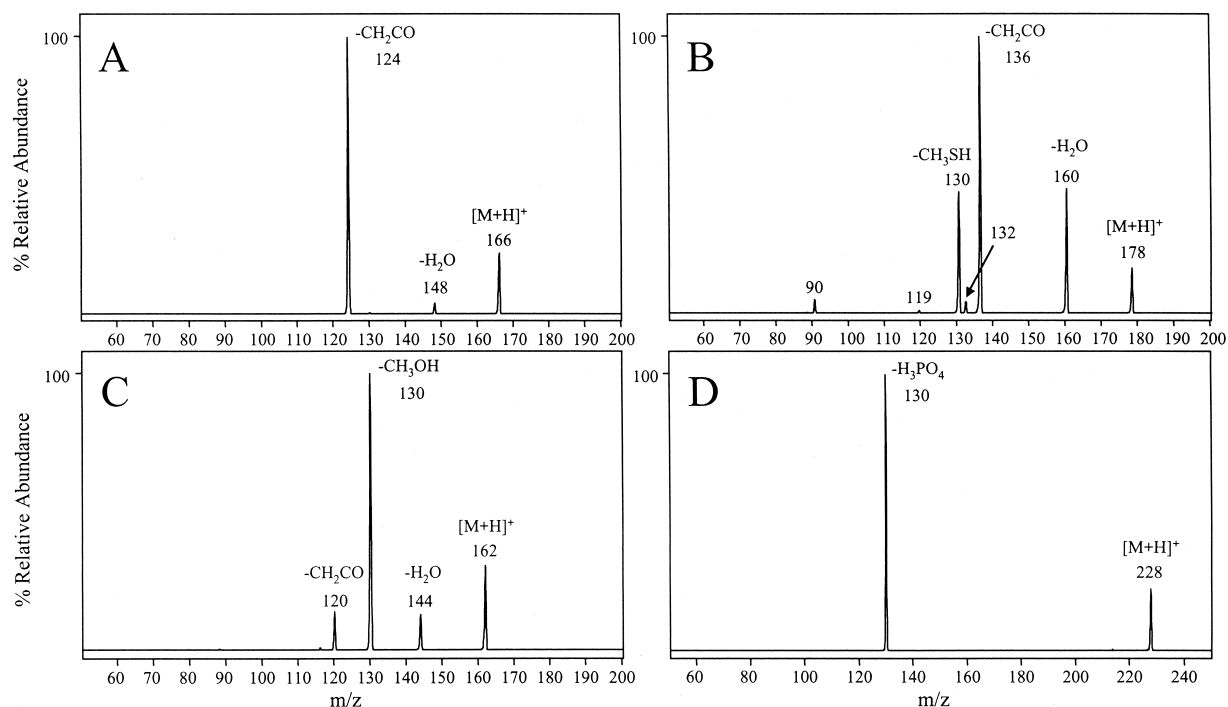 A
100
-CH2CO
124
-H2O
148
[M+H]+
166
% Relative Abundance
60 70 80 90 100 110 120 130 140 150 160 170 180 190 200
B
100
-CH2CO
136
-CH3SH
130
132
-H2O
160
[M+H]+
178
90
119
60 70 80 90 100 110 120 130 140 150 160 170 180 190 200
C
100
-CH3OH
130
-CH2CO
120
-H2O
144
[M+H]+
162
% Relative Abundance
60 70 80 90 100 110 120 130 140 150 160 170 180 190 200
m/z
D
100
-H3PO4
130
[M+H]+
228
60 80 100 120 140 160 180 200 220 240
m/z